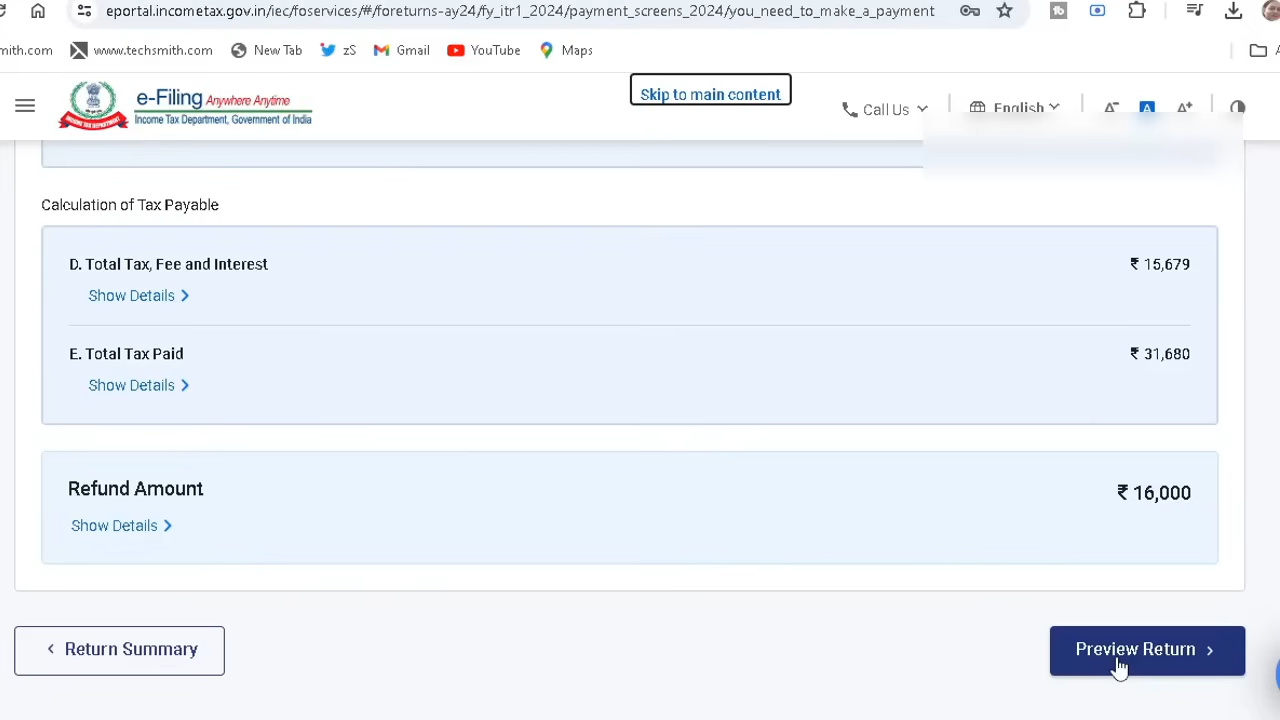 eportal.incometax.gov.in/iec/foservices/#/foreturns-ay24/fy_itr1_2024/payment_screens_2024/you_need_to_make_a_payment
mith.com www.techsmith.com New Tab zS Gmail YouTube Maps
e-Filing Anywhere Anytime
Income Tax Department, Government of India
Skip to main content
Call Us English A- A A+
Calculation of Tax Payable
D. Total Tax, Fee and Interest ₹ 15,679
Show Details >
E. Total Tax Paid ₹ 31,680
Show Details >
Refund Amount ₹ 16,000
Show Details >
< Return Summary Preview Return >